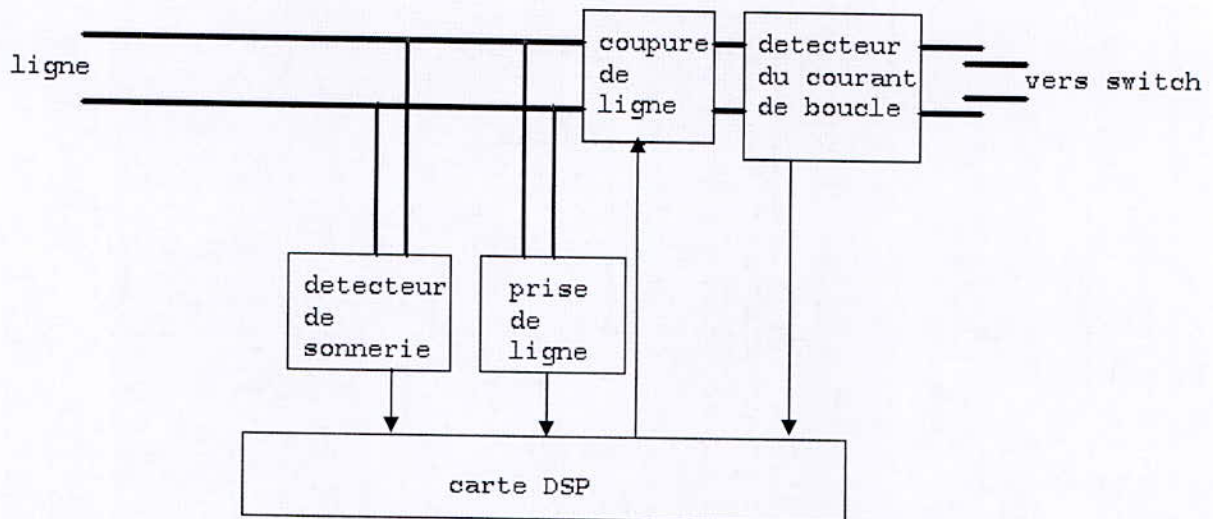 ligne
coupure
de
ligne
detecteur
du courant
de boucle
vers switch
detecteur
de
sonnerie
prise
de
ligne
carte DSP